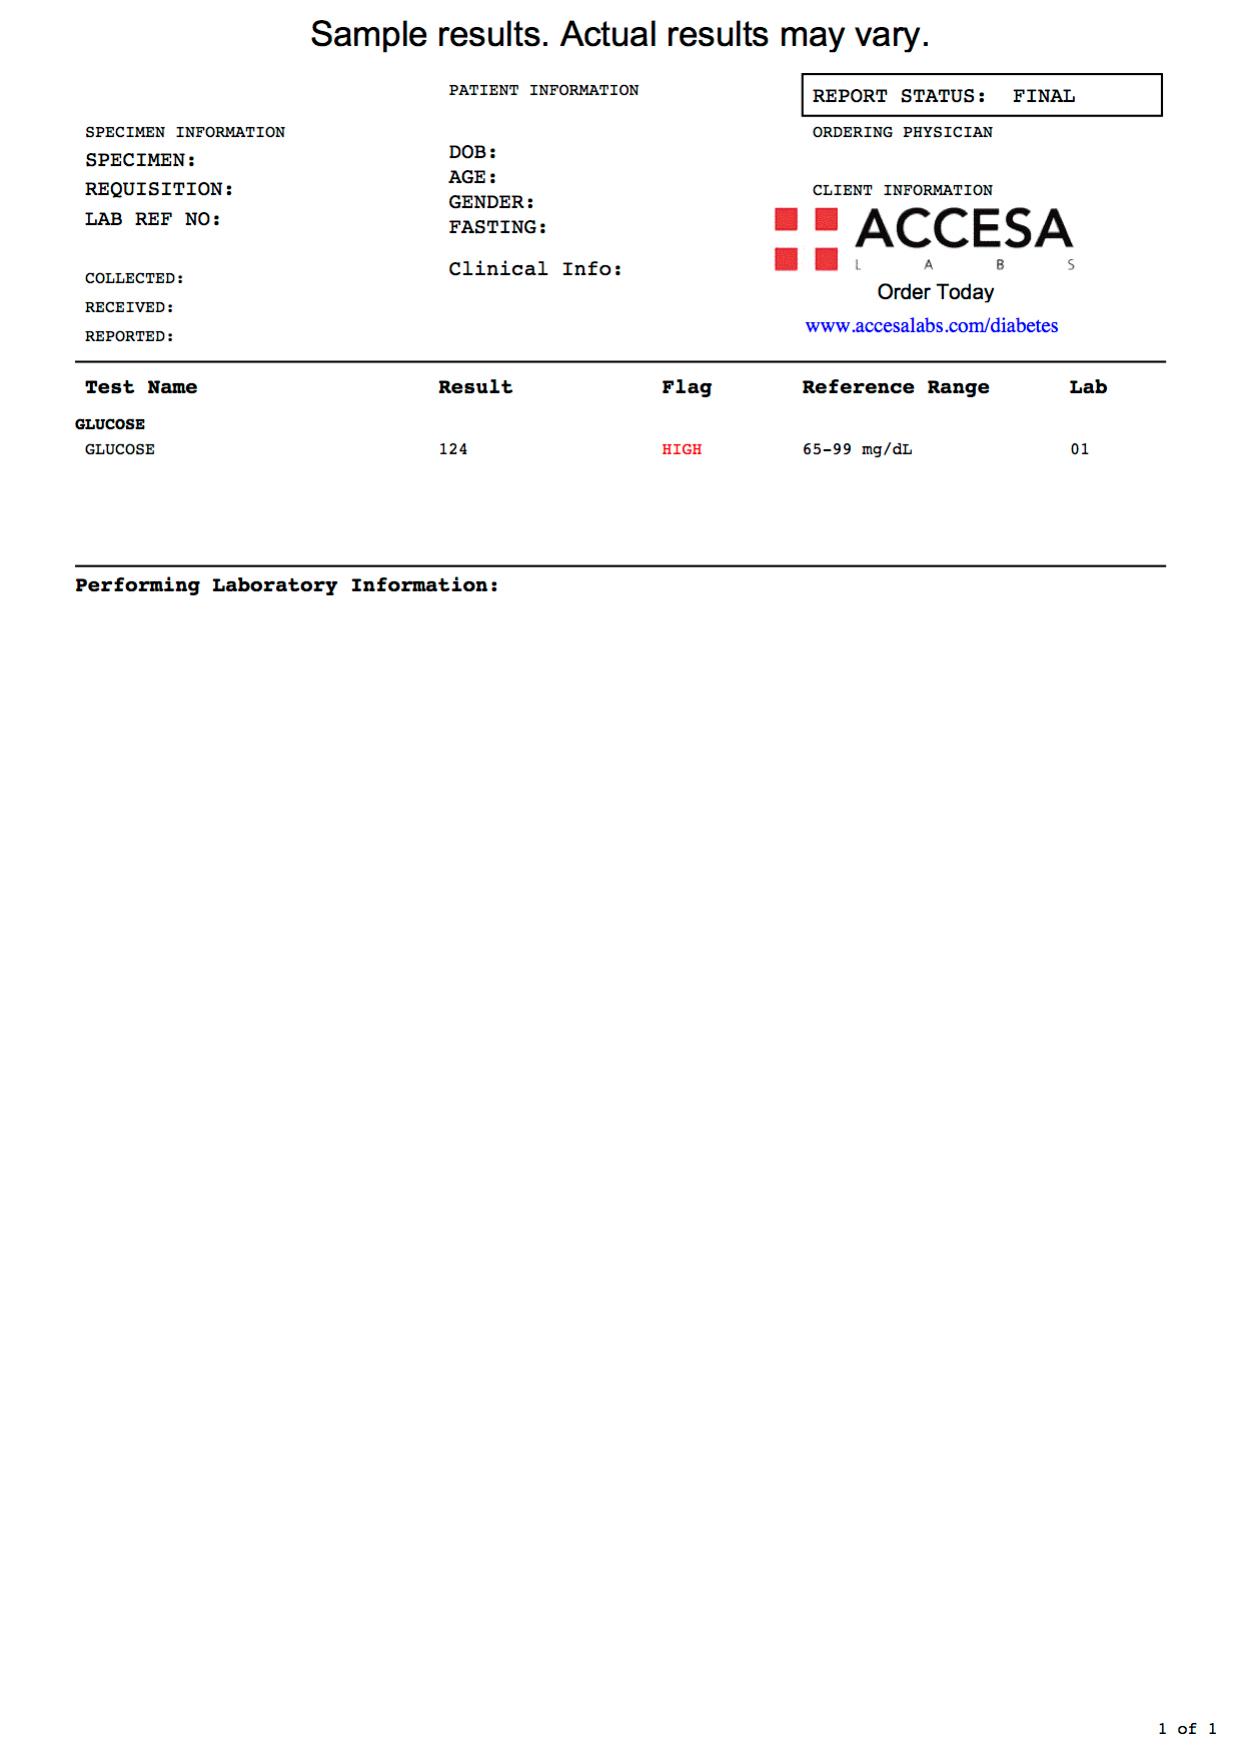 Sample results. Actual results may vary.
PATIENT INFORMATION
REPORT STATUS: FINAL
SPECIMEN INFORMATION
ORDERING PHYSICIAN
SPECIMEN:
DOB:
REQUISITION:
AGE:
CLIENT INFORMATION
GENDER:
LAB REF NO:
FASTING:
ACCESA
LABS
Clinical Info:
COLLECTED:
Order Today
RECEIVED:
www.accesalabs.com/diabetes
REPORTED:
Test Name Result Flag Reference Range Lab
GLUCOSE
GLUCOSE 124 HIGH 65-99 mg/dL 01
Performing Laboratory Information:
1 of 1